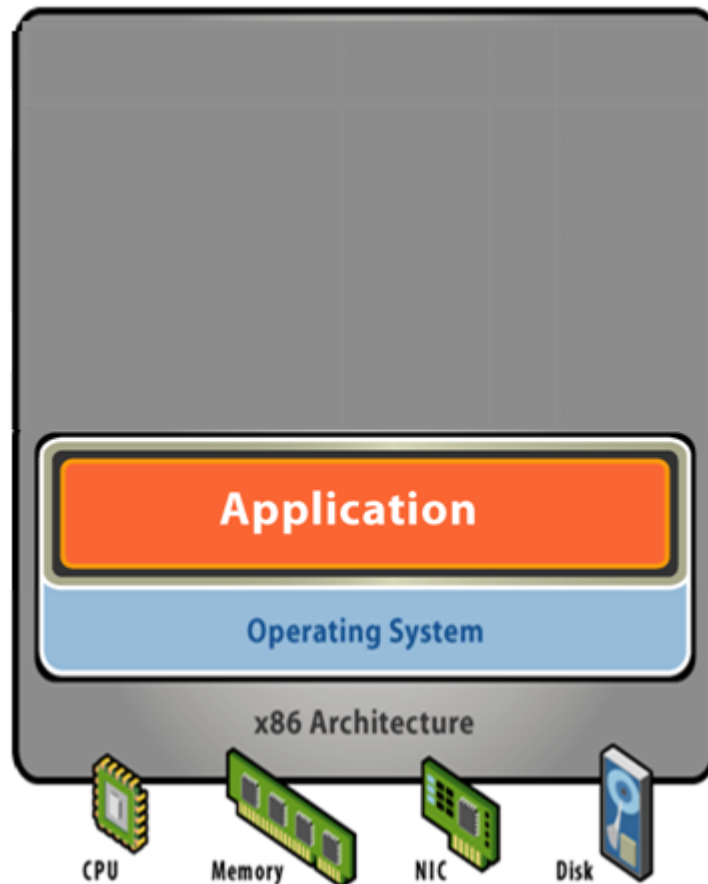 Application
Operating System
x86 Architecture
CPU Memory NIC Disk